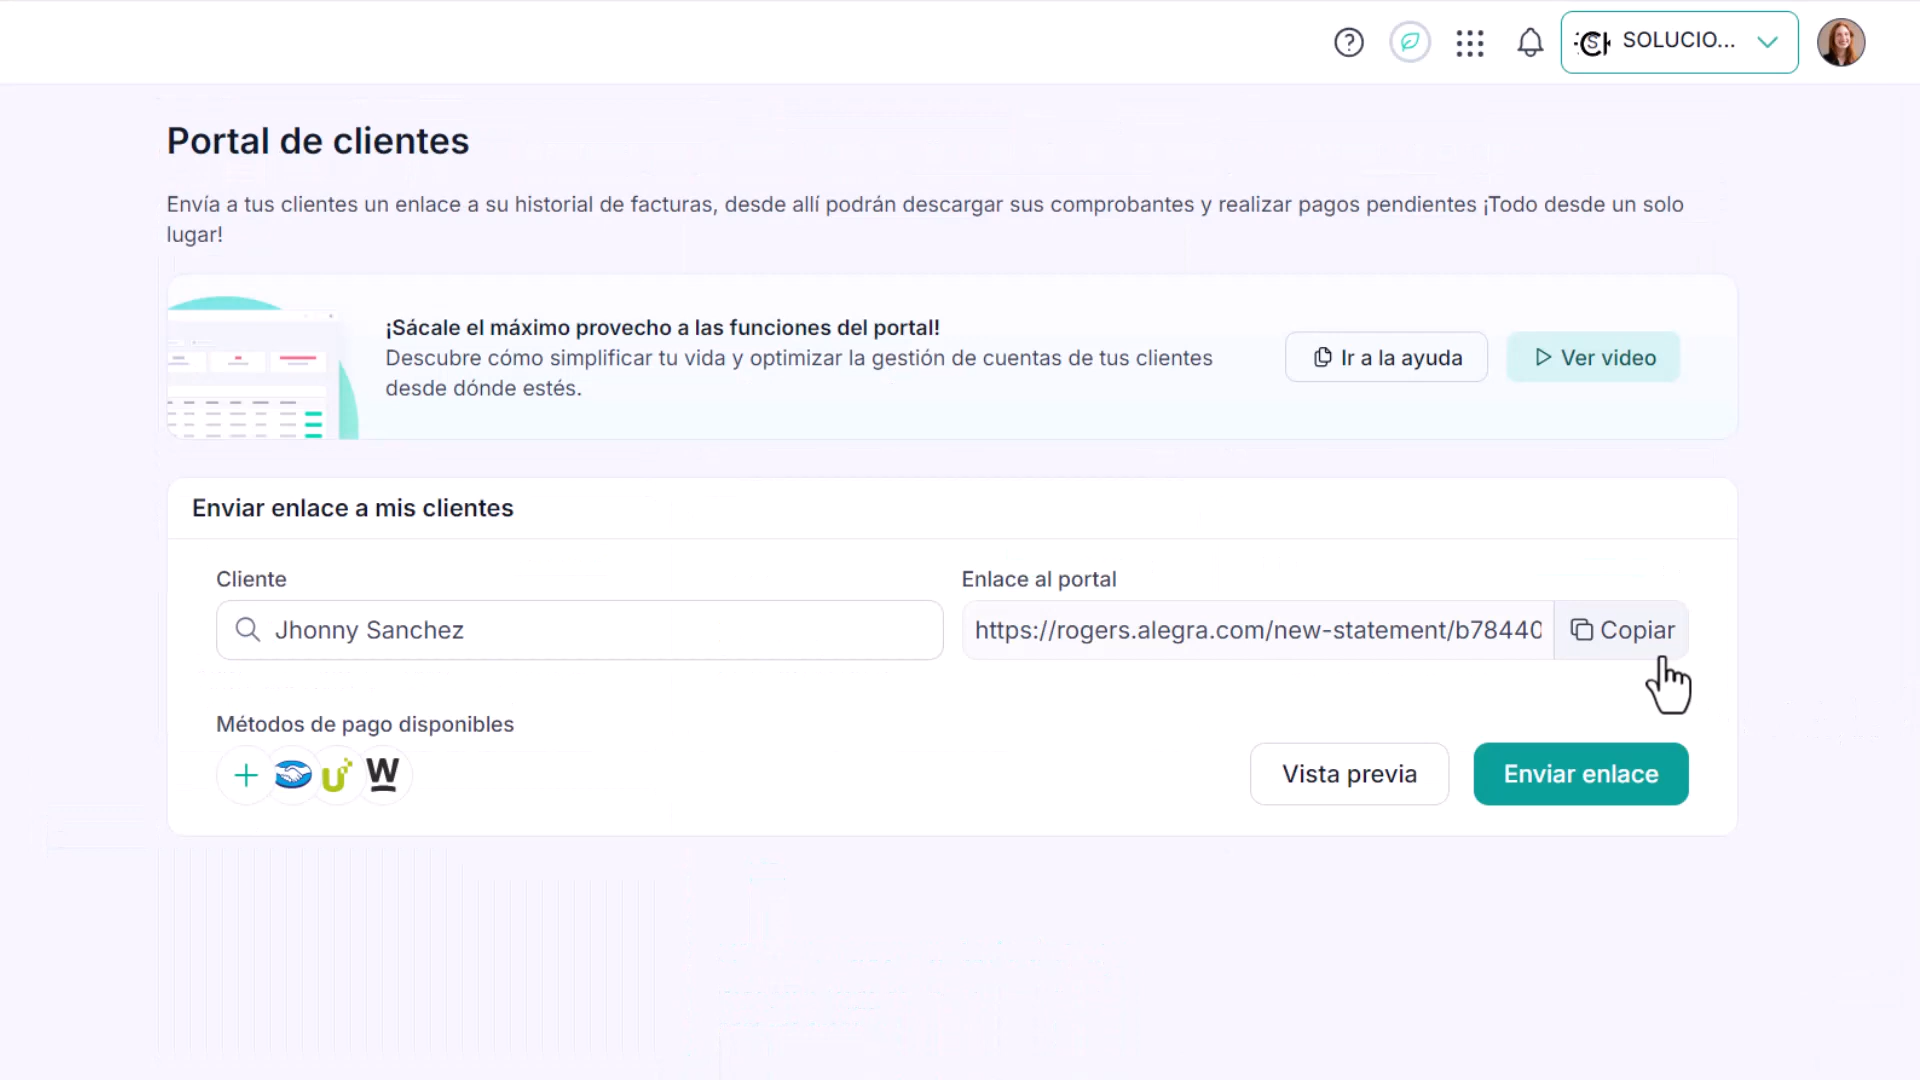 SOLUCIO...
Portal de clientes
Envía a tus clientes un enlace a su historial de facturas, desde allí podrán descargar sus comprobantes y realizar pagos pendientes ¡Todo desde un solo
lugar!
¡Sácale el máximo provecho a las funciones del portal!
Descubre cómo simplificar tu vida y optimizar la gestión de cuentas de tus clientes
desde dónde estés.
Ir a la ayuda
Ver video
Enviar enlace a mis clientes
Cliente
Enlace al portal
Jhonny Sanchez
https://rogers.alegra.com/new-statement/b78440
Copiar
Métodos de pago disponibles
Vista previa
Enviar enlace